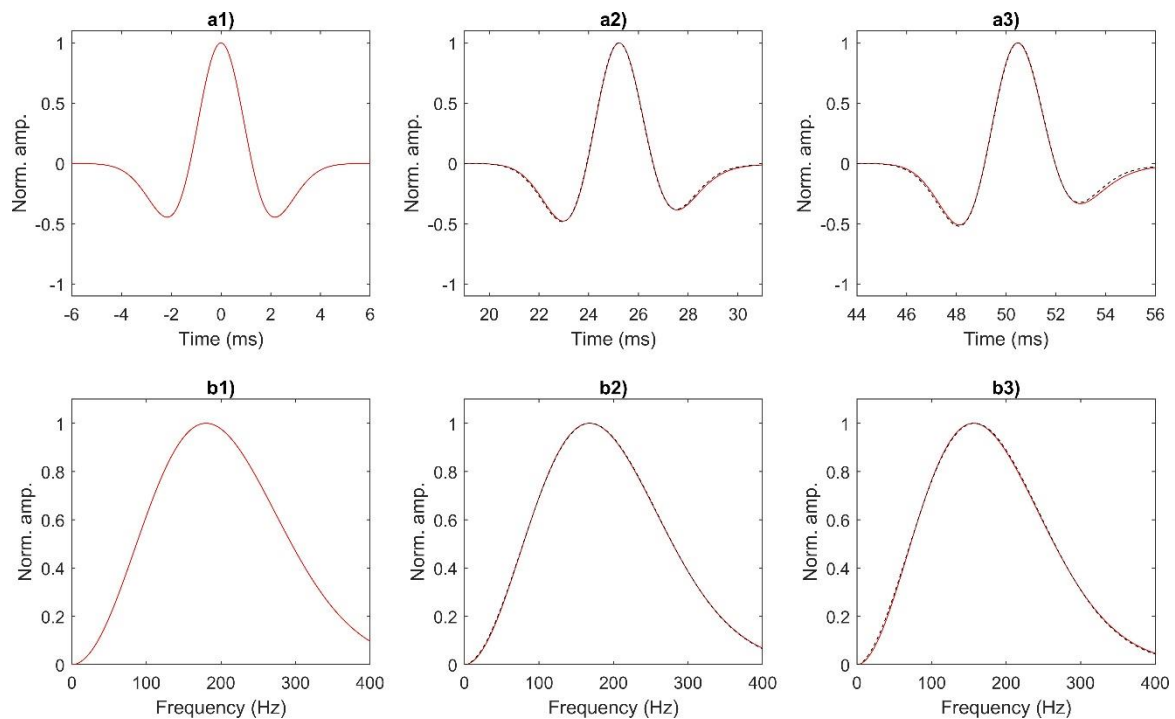 a1) a2) a3)
1 1 1
0.5 0.5 0.5
0 0 0
-0.5 -0.5 -0.5
-1 -1 -1
Norm. amp. Norm. amp. Norm. amp.
-6 -4 -2 0 2 4 6 20 22 24 26 28 30 44 46 48 50 52 54 56
Time (ms) Time (ms) Time (ms)
b1) b2) b3)
1 1 1
0.8 0.8 0.8
0.6 0.6 0.6
0.4 0.4 0.4
0.2 0.2 0.2
0 0 0
Norm. amp. Norm. amp. Norm. amp.
0 100 200 300 400 0 100 200 300 400 0 100 200 300 400
Frequency (Hz) Frequency (Hz) Frequency (Hz)